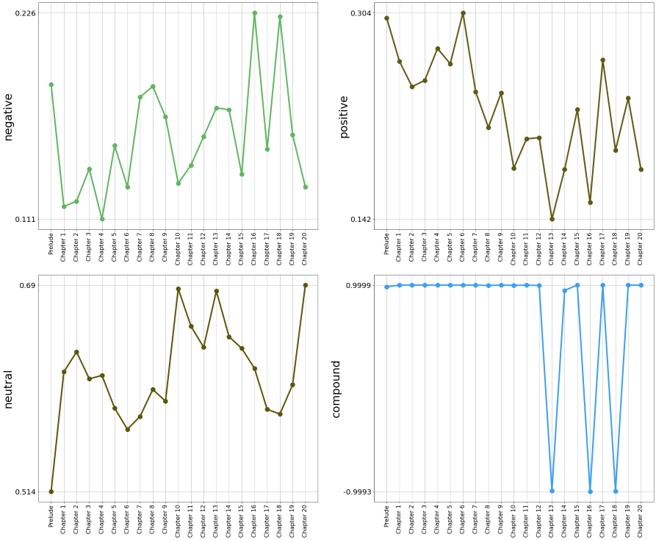 0.226
negative
0.111
Prelude
Chapter 1
Chapter 2
Chapter 3
Chapter 4
Chapter 5
Chapter 6
Chapter 7
Chapter 8
Chapter 9
Chapter 10
Chapter 11
Chapter 12
Chapter 13
Chapter 14
Chapter 15
Chapter 16
Chapter 17
Chapter 18
Chapter 19
Chapter 20
0.304
positive
0.142
Prelude
Chapter 1
Chapter 2
Chapter 3
Chapter 4
Chapter 5
Chapter 6
Chapter 7
Chapter 8
Chapter 9
Chapter 10
Chapter 11
Chapter 12
Chapter 13
Chapter 14
Chapter 15
Chapter 16
Chapter 17
Chapter 18
Chapter 19
Chapter 20
0.69
neutral
0.514
Prelude
Chapter 1
Chapter 2
Chapter 3
Chapter 4
Chapter 5
Chapter 6
Chapter 7
Chapter 8
Chapter 9
Chapter 10
Chapter 11
Chapter 12
Chapter 13
Chapter 14
Chapter 15
Chapter 16
Chapter 17
Chapter 18
Chapter 19
Chapter 20
0.9999
compound
-0.9993
Prelude
Chapter 1
Chapter 2
Chapter 3
Chapter 4
Chapter 5
Chapter 6
Chapter 7
Chapter 8
Chapter 9
Chapter 10
Chapter 11
Chapter 12
Chapter 13
Chapter 14
Chapter 15
Chapter 16
Chapter 17
Chapter 18
Chapter 19
Chapter 20